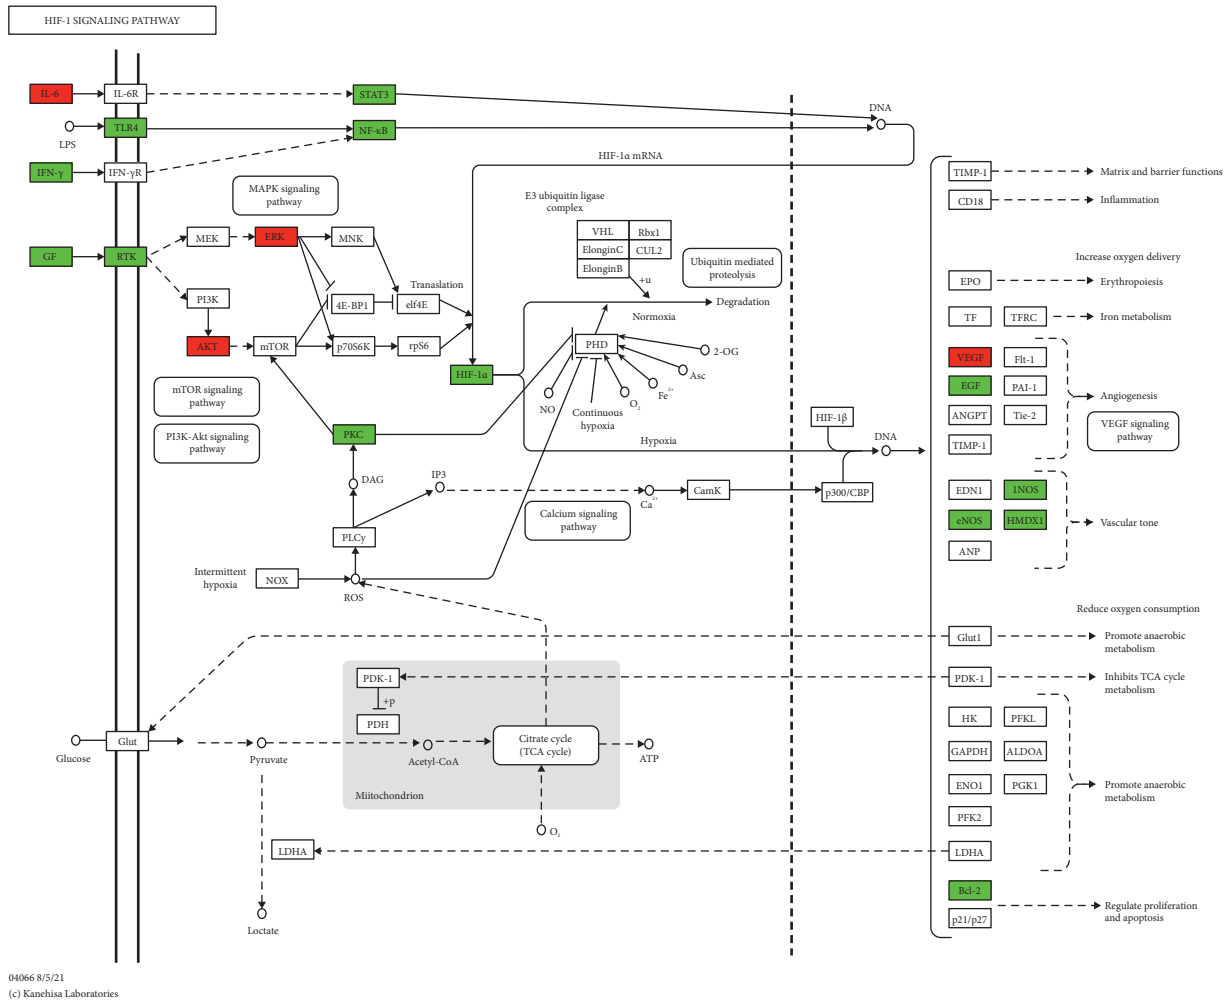 HIF-1 SIGNALING PATHWAY
IL-6
IL-6R
STAT3
DNA
LPS
TLR4
NF-κB
HIF-1α mRNA
IFN-γ
IFN-γR
MAPK signaling
pathway
GF
RTK
MEK
ERK
MNK
PI3K
4E-BP1
elf4E
Ttanslation
AKT
mTOR
p70S6K
rpS6
HIF-1α
mTOR signaling
pathway
PI3K-Akt signaling
pathway
E3 ubiquitin ligase
complex
VHL
Rbx1
ElonginC
CUL2
ElonginB
+u
Ubiquitin mediated
proteolysis
Degradation
Normoxia
PHD
2-OG
Asc
Fe2+
O2
NO
Continuous
hypoxia
Hypoxia
HIF-1β
DNA
p300/CBP
PKC
DAG
IP3
Ca2+
CamK
Calcium signaling
pathway
PLCγ
Intermittent
hypoxia
NOX
ROS
TIMP-1
Matrix and barrier functions
CD18
Inflammation
Increase oxygen delivery
EPO
Erythropoiesis
TF
TFRC
Iron metabolism
VEGF
Flt-1
EGF
PAI-1
Angiogenesis
ANGPT
Tie-2
VEGF signaling
pathway
TIMP-1
EDN1
1NOS
eNOS
HMDX1
Vascular tone
ANP
Reduce oxygen consumption
Glut1
Promote anaerobic
metabolism
PDK-1
Inhibits TCA cycle
metabolism
HK
PFKL
GAPDH
ALDOA
ENO1
PGK1
Promote anaerobic
metabolism
PFK2
LDHA
Bcl-2
Regulate proliferation
and apoptosis
p21/p27
PDK-1
+p
PDH
Glut
Glucose
Pyruvate
Acetyl-CoA
Citrate cycle
(TCA cycle)
ATP
Miitochondrion
O2
LDHA
Loctate
04066 8/5/21
(c) Kanehisa Laboratories